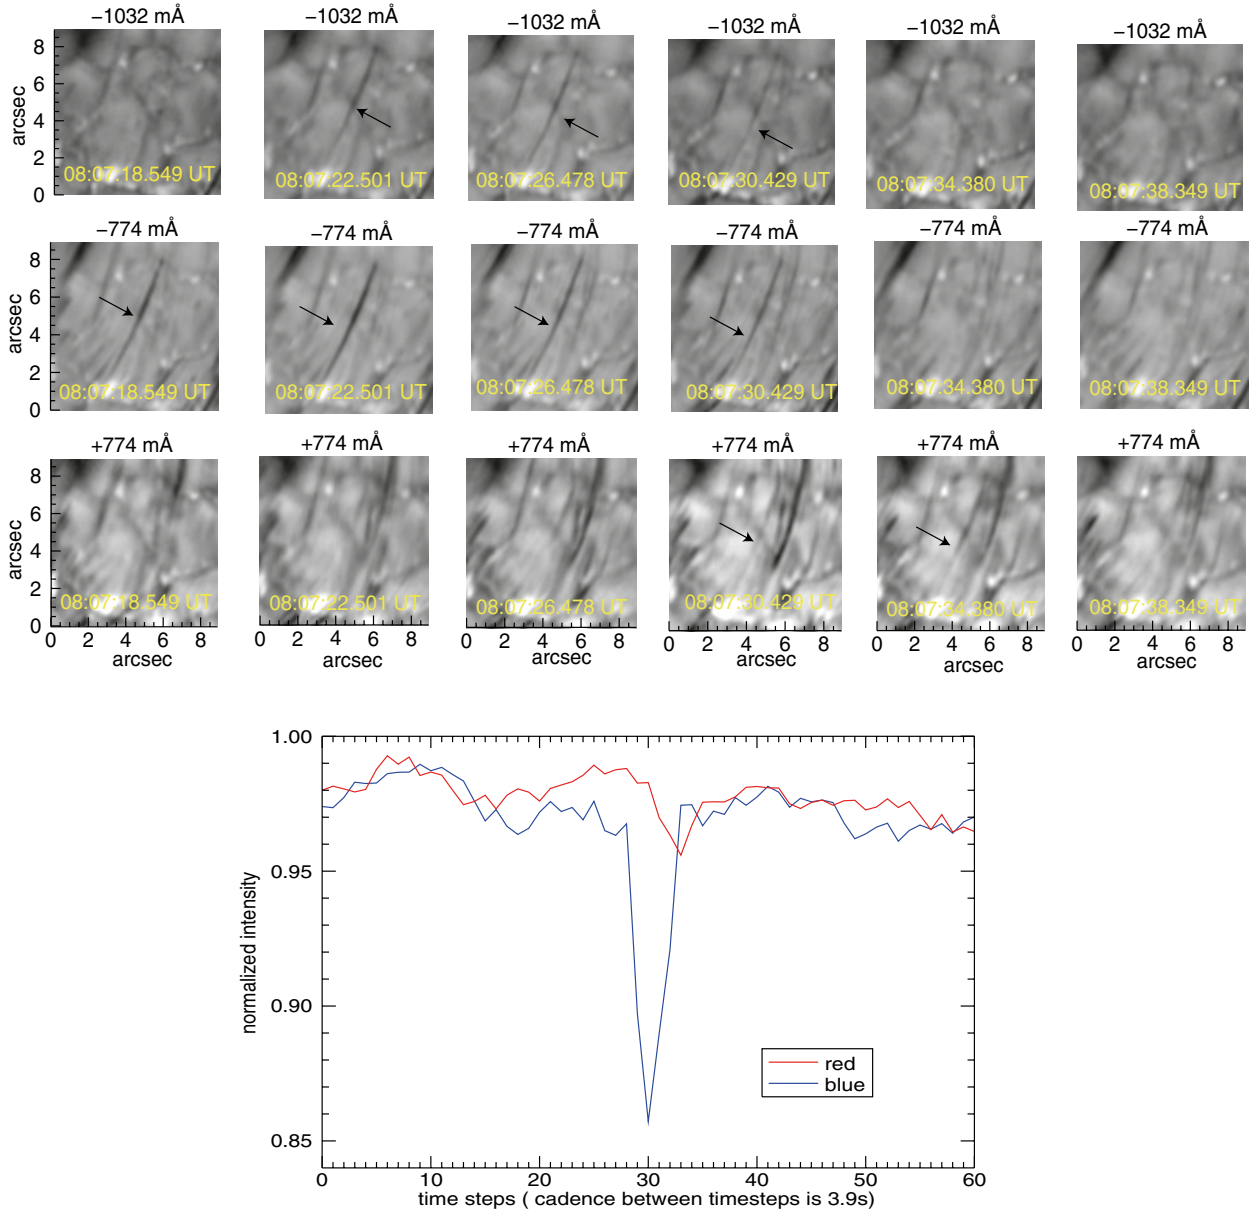 −1032 mÅ −1032 mÅ −1032 mÅ −1032 mÅ −1032 mÅ −1032 mÅ
8
6
4
2
0
arcsec
08:07:18.549 UT 08:07:22.501 UT 08:07:26.478 UT 08:07:30.429 UT 08:07:34.380 UT 08:07:38.349 UT
−774 mÅ −774 mÅ −774 mÅ −774 mÅ −774 mÅ −774 mÅ
8
6
4
2
0
arcsec
08:07:18.549 UT 08:07:22.501 UT 08:07:26.478 UT 08:07:30.429 UT 08:07:34.380 UT 08:07:38.349 UT
+774 mÅ +774 mÅ +774 mÅ +774 mÅ +774 mÅ +774 mÅ
8
6
4
2
0
arcsec
08:07:18.549 UT 08:07:22.501 UT 08:07:26.478 UT 08:07:30.429 UT 08:07:34.380 UT 08:07:38.349 UT
0 2 4 6 8 0 2 4 6 8 0 2 4 6 8 0 2 4 6 8 0 2 4 6 8 0 2 4 6 8
arcsec arcsec arcsec arcsec arcsec arcsec
1.00
0.95
0.90
0.85
normalized intensity
red
blue
0 10 20 30 40 50 60
time steps ( cadence between timesteps is 3.9s)